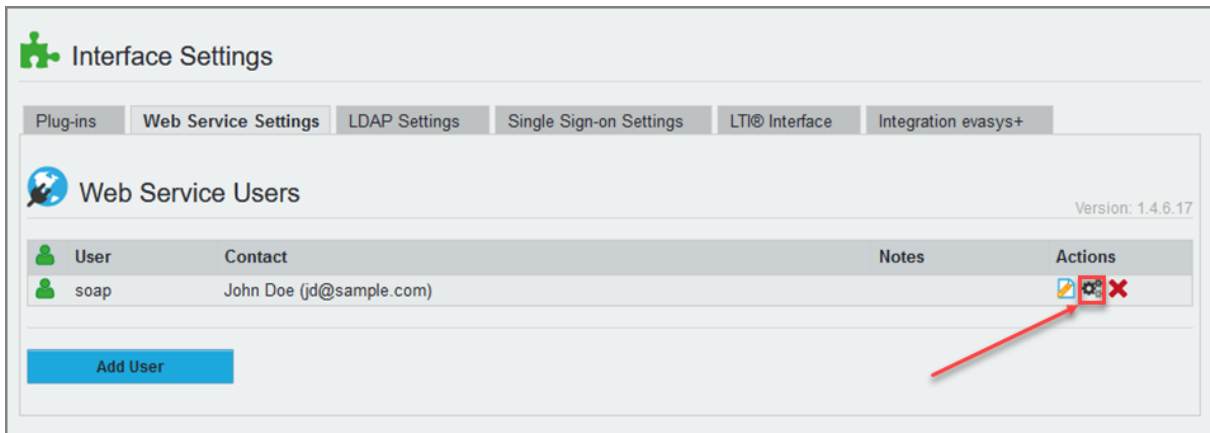 Interface Settings
Plug-ins Web Service Settings LDAP Settings Single Sign-on Settings LTI® Interface Integration evasys+
Web Service Users
Version: 1.4.6.17
User Contact Notes Actions
soap John Doe (jd@sample.com)
Add User